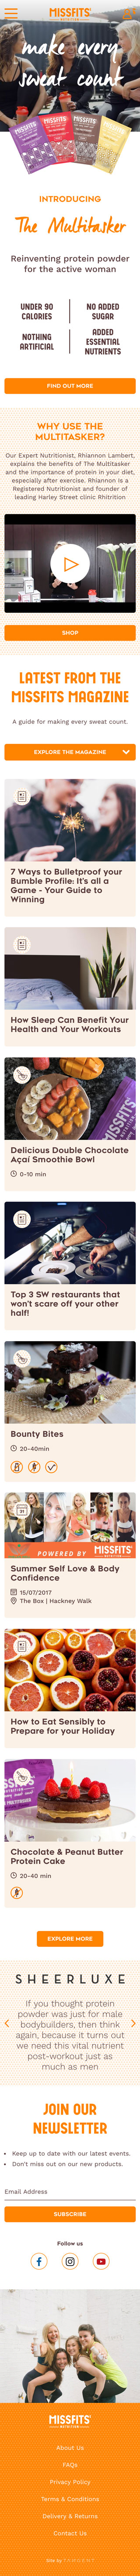 MISSFITS
NUTRITION
make every
sweat count
INTRODUCING
The Multitasker
Reinventing protein powder
for the active woman
UNDER 90
CALORIES
NO ADDED
SUGAR
NOTHING
ARTIFICIAL
ADDED
ESSENTIAL
NUTRIENTS
FIND OUT MORE
WHY USE THE
MULTITASKER?
Our Expert Nutritionist, Rhiannon Lambert,
explains the benefits of The Multitasker
and the importance of protein in your diet,
especially after exercise. Rhiannon is a
Registered Nutritionist and founder of
leading Harley Street clinic Rhitrition
SHOP
LATEST FROM THE
MISSFITS MAGAZINE
A guide for making every sweat count.
EXPLORE THE MAGAZINE
7 Ways to Bulletproof your
Bumble Profile: It's all a
Game - Your Guide to
Winning
How Sleep Can Benefit Your
Health and Your Workouts
MISSFITS
Delicious Double Chocolate
Açaí Smoothie Bowl
0-10 min
Top 3 SW restaurants that
won't scare off your other
half!
Bounty Bites
20-40min
31
POWERED BY
MISSFITS
Summer Self Love & Body
Confidence
15/07/2017
The Box | Hackney Walk
How to Eat Sensibly to
Prepare for your Holiday
Chocolate & Peanut Butter
Protein Cake
20-40 min
EXPLORE MORE
SHEERLUXE
If you thought protein
powder was just for male
bodybuilders, then think
again, because it turns out
we need this vital nutrient
post-workout just as
much as men
JOIN OUR
NEWSLETTER
• Keep up to date with our latest events.
• Don't miss out on our new products.
Email Address
SUBSCRIBE
Follow us
MISSFITS
NUTRITION
About Us
FAQs
Privacy Policy
Terms & Conditions
Delivery & Returns
Contact Us
Site by